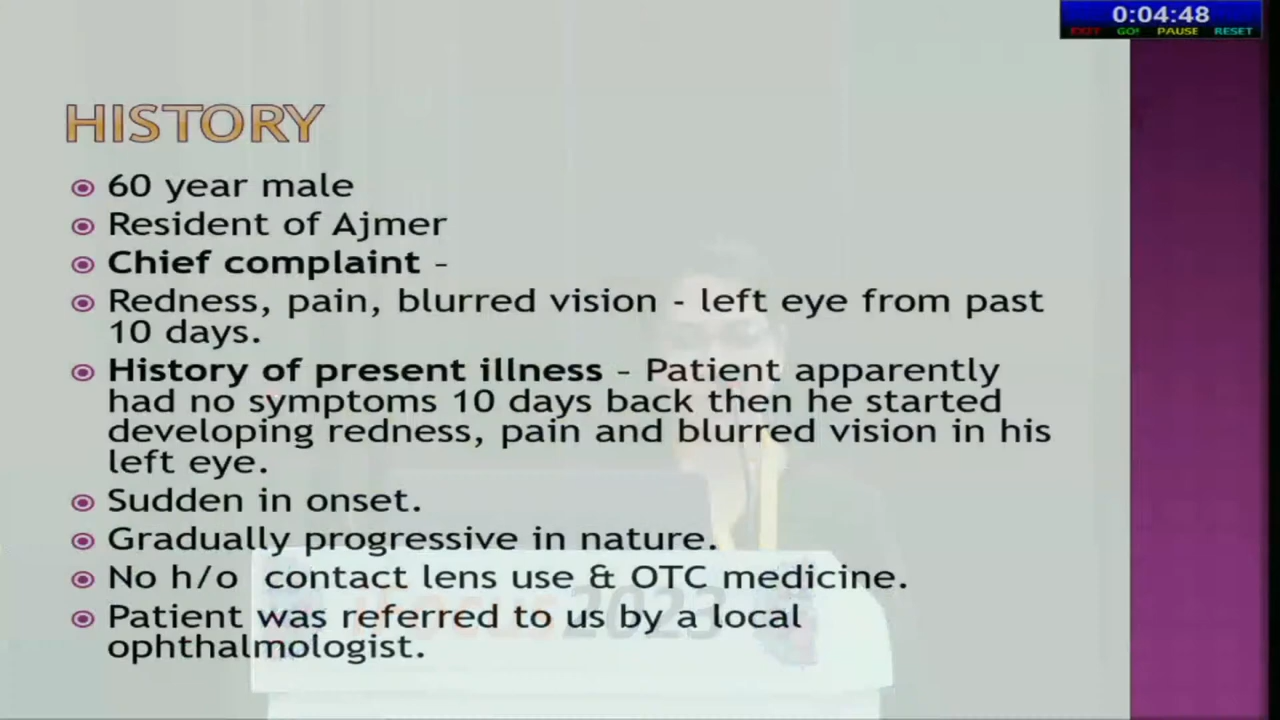 0:04:48
EXIT GO! PAUSE RESET
HISTORY
60 year male
Resident of Ajmer
Chief complaint -
Redness, pain, blurred vision - left eye from past
10 days.
History of present illness - Patient apparently
had no symptoms 10 days back then he started
developing redness, pain and blurred vision in his
left eye.
Sudden in onset.
Gradually progressive in nature.
No h/o contact lens use & OTC medicine.
iFocus 2023
Patient was referred to us by a local
ophthalmologist.